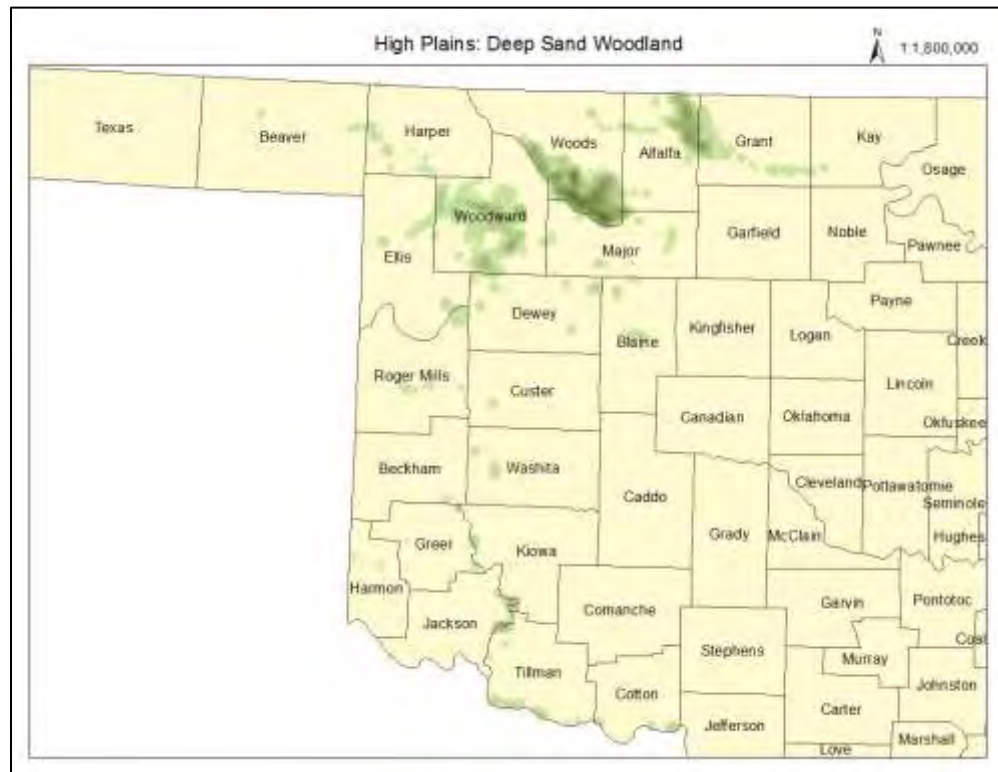 High Plains: Deep Sand Woodland
N
1:1,800,000
Texas
Beaver
Harper
Woods
Alfalfa
Grant
Kay
Osage
Woodward
Ellis
Major
Garfield
Noble
Pawnee
Dewey
Blaine
Kingfisher
Logan
Payne
Creek
Roger Mills
Custer
Canadian
Oklahoma
Lincoln
Okfuskee
Beckham
Washita
Caddo
Grady
Cleveland
Pottawatomie
Seminole
McClain
Hughes
Greer
Kiowa
Harmon
Jackson
Comanche
Garvin
Pontotoc
Coal
Stephens
Murray
Johnston
Tillman
Cotton
Jefferson
Carter
Love
Marshall